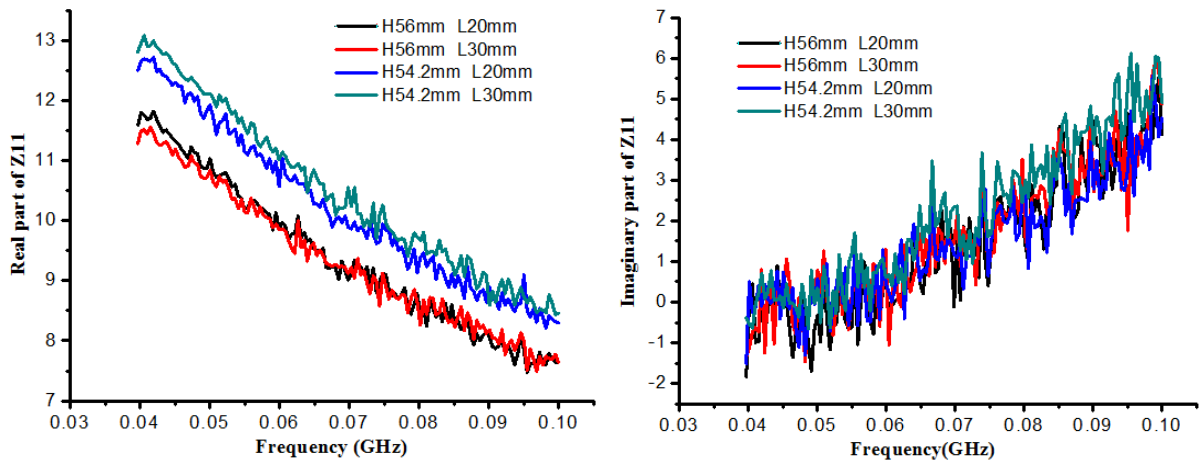 Real part of Z11
13
12
11
10
9
8
7
H56mm L20mm
H56mm L30mm
H54.2mm L20mm
H54.2mm L30mm
0.03 0.04 0.05 0.06 0.07 0.08 0.09 0.10
Frequency (GHz)
Imaginary part of Z11
7
6
5
4
3
2
1
0
-1
-2
H56mm L20mm
H56mm L30mm
H54.2mm L20mm
H54.2mm L30mm
0.03 0.04 0.05 0.06 0.07 0.08 0.09 0.10
Frequency(GHz)